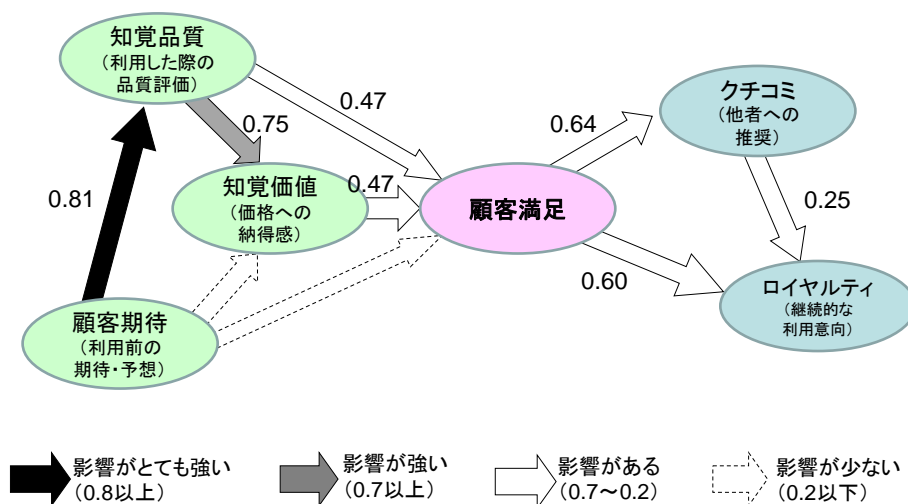 知覚品質
(利用した際の
品質評価)
0.47
クチコミ
(他者への
推奨)
0.64
0.75
知覚価値
(価格への
納得感)
0.47
0.81
顧客満足
0.25
0.60
ロイヤルティ
(継続的な
利用意向)
顧客期待
(利用前の
期待・予想)
影響がとても強い
(0.8以上)
影響が強い
(0.7以上)
影響がある
(0.7~0.2)
影響が少ない
(0.2以下)